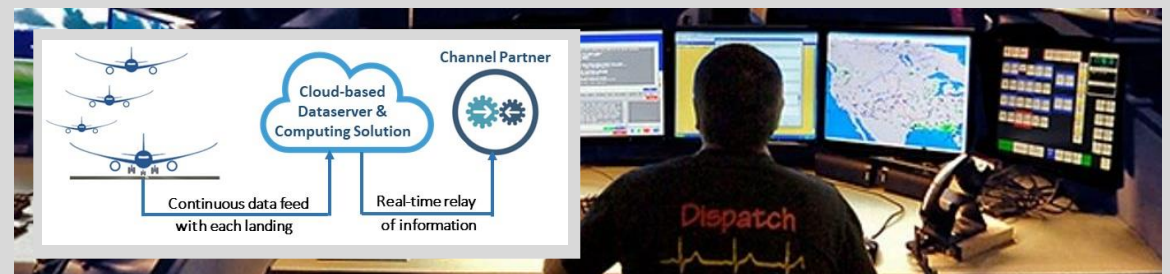 Channel Partner
Cloud-based
Dataserver &
Computing Solution
Continuous data feed
with each landing
Real-time relay
of information
Dispatch